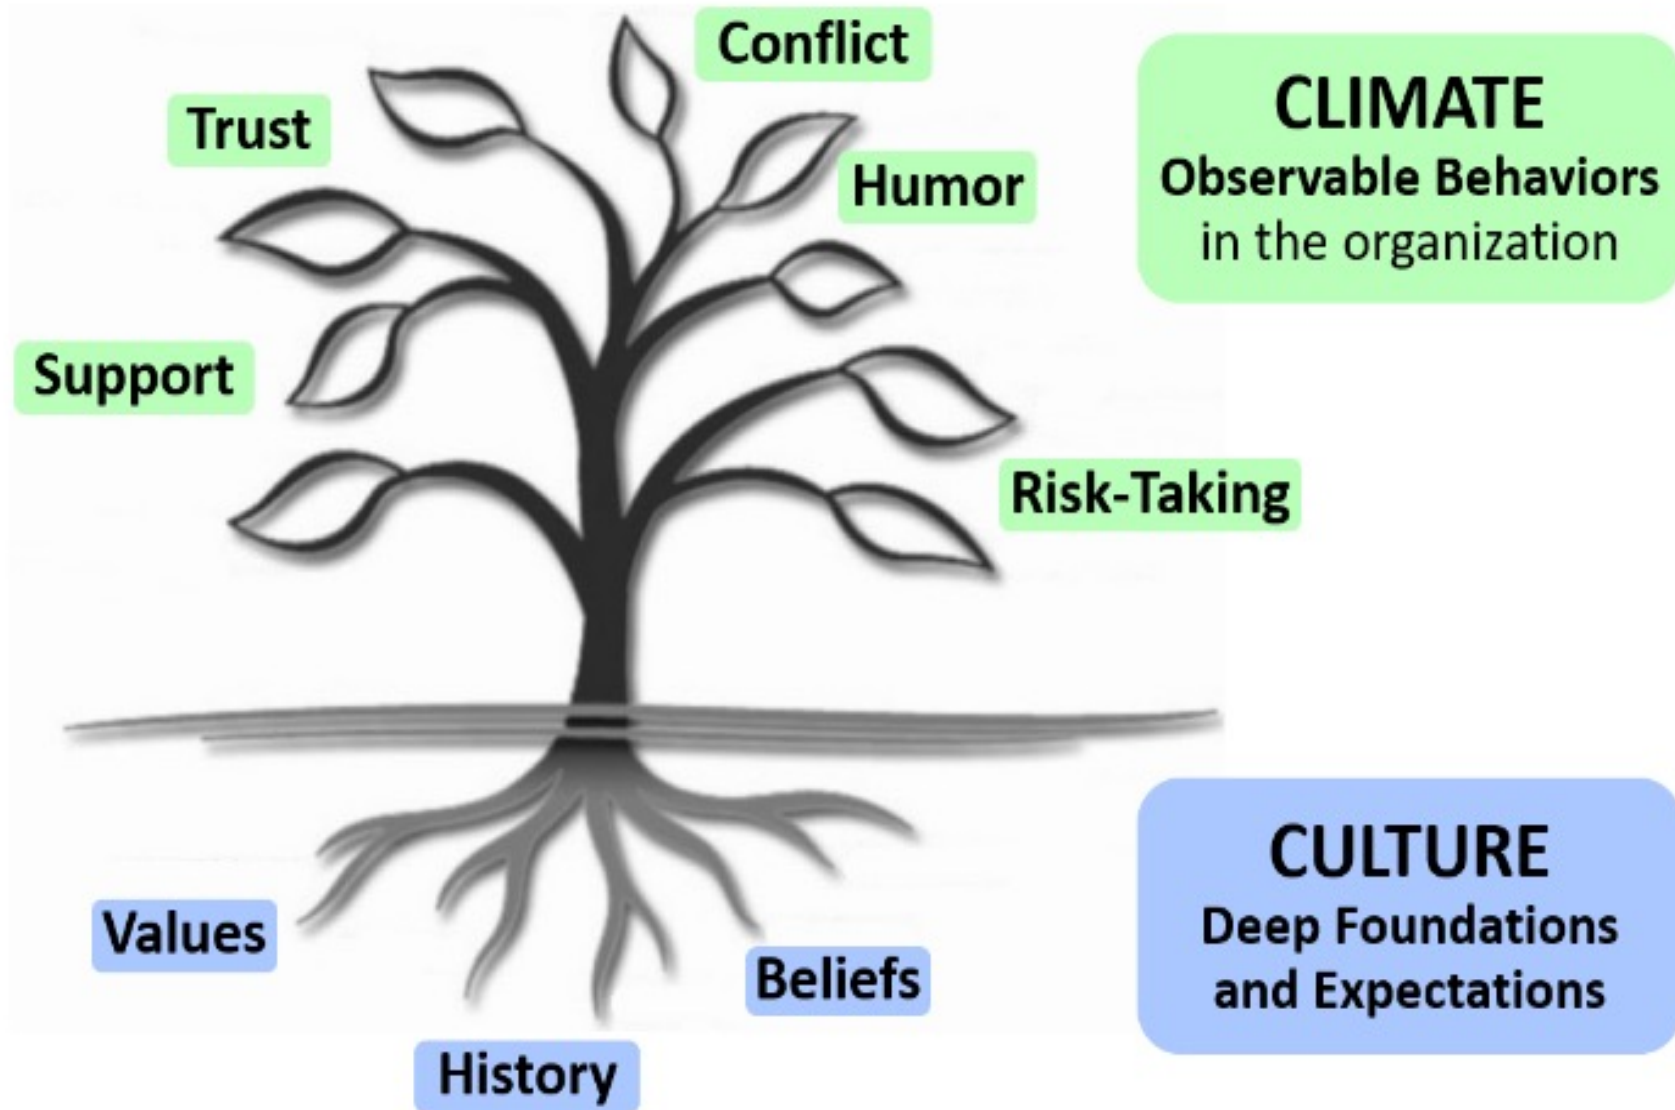 Conflict
Trust
Humor
Support
Risk-Taking
CLIMATE
Observable Behaviors
in the organization
Values
Beliefs
History
CULTURE
Deep Foundations
and Expectations